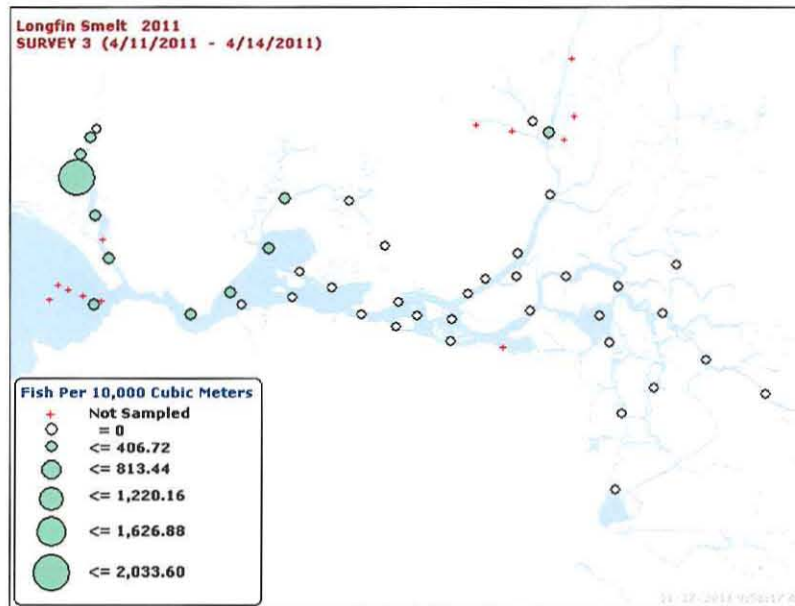 Longfin Smelt 2011
SURVEY 3 (4/11/2011 - 4/14/2011)
Fish Per 10,000 Cubic Meters
Not Sampled
= 0
<= 406.72
<= 813.44
<= 1,220.16
<= 1,626.88
<= 2,033.60